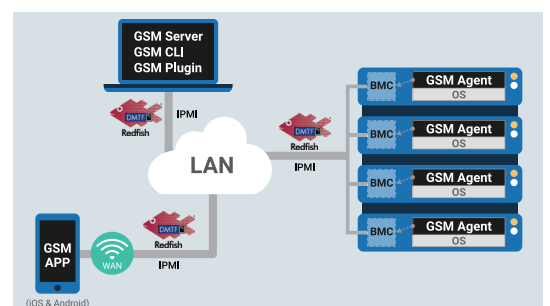 GSM Server
GSM CLI
GSM Plugin
DMTF
Redfish
IPMI
LAN
DMTF
Redfish
IPMI
BMC
GSM Agent
OS
BMC
GSM Agent
OS
BMC
GSM Agent
OS
BMC
GSM Agent
OS
DMTF
Redfish
IPMI
GSM
APP
WAN
(iOS & Android)